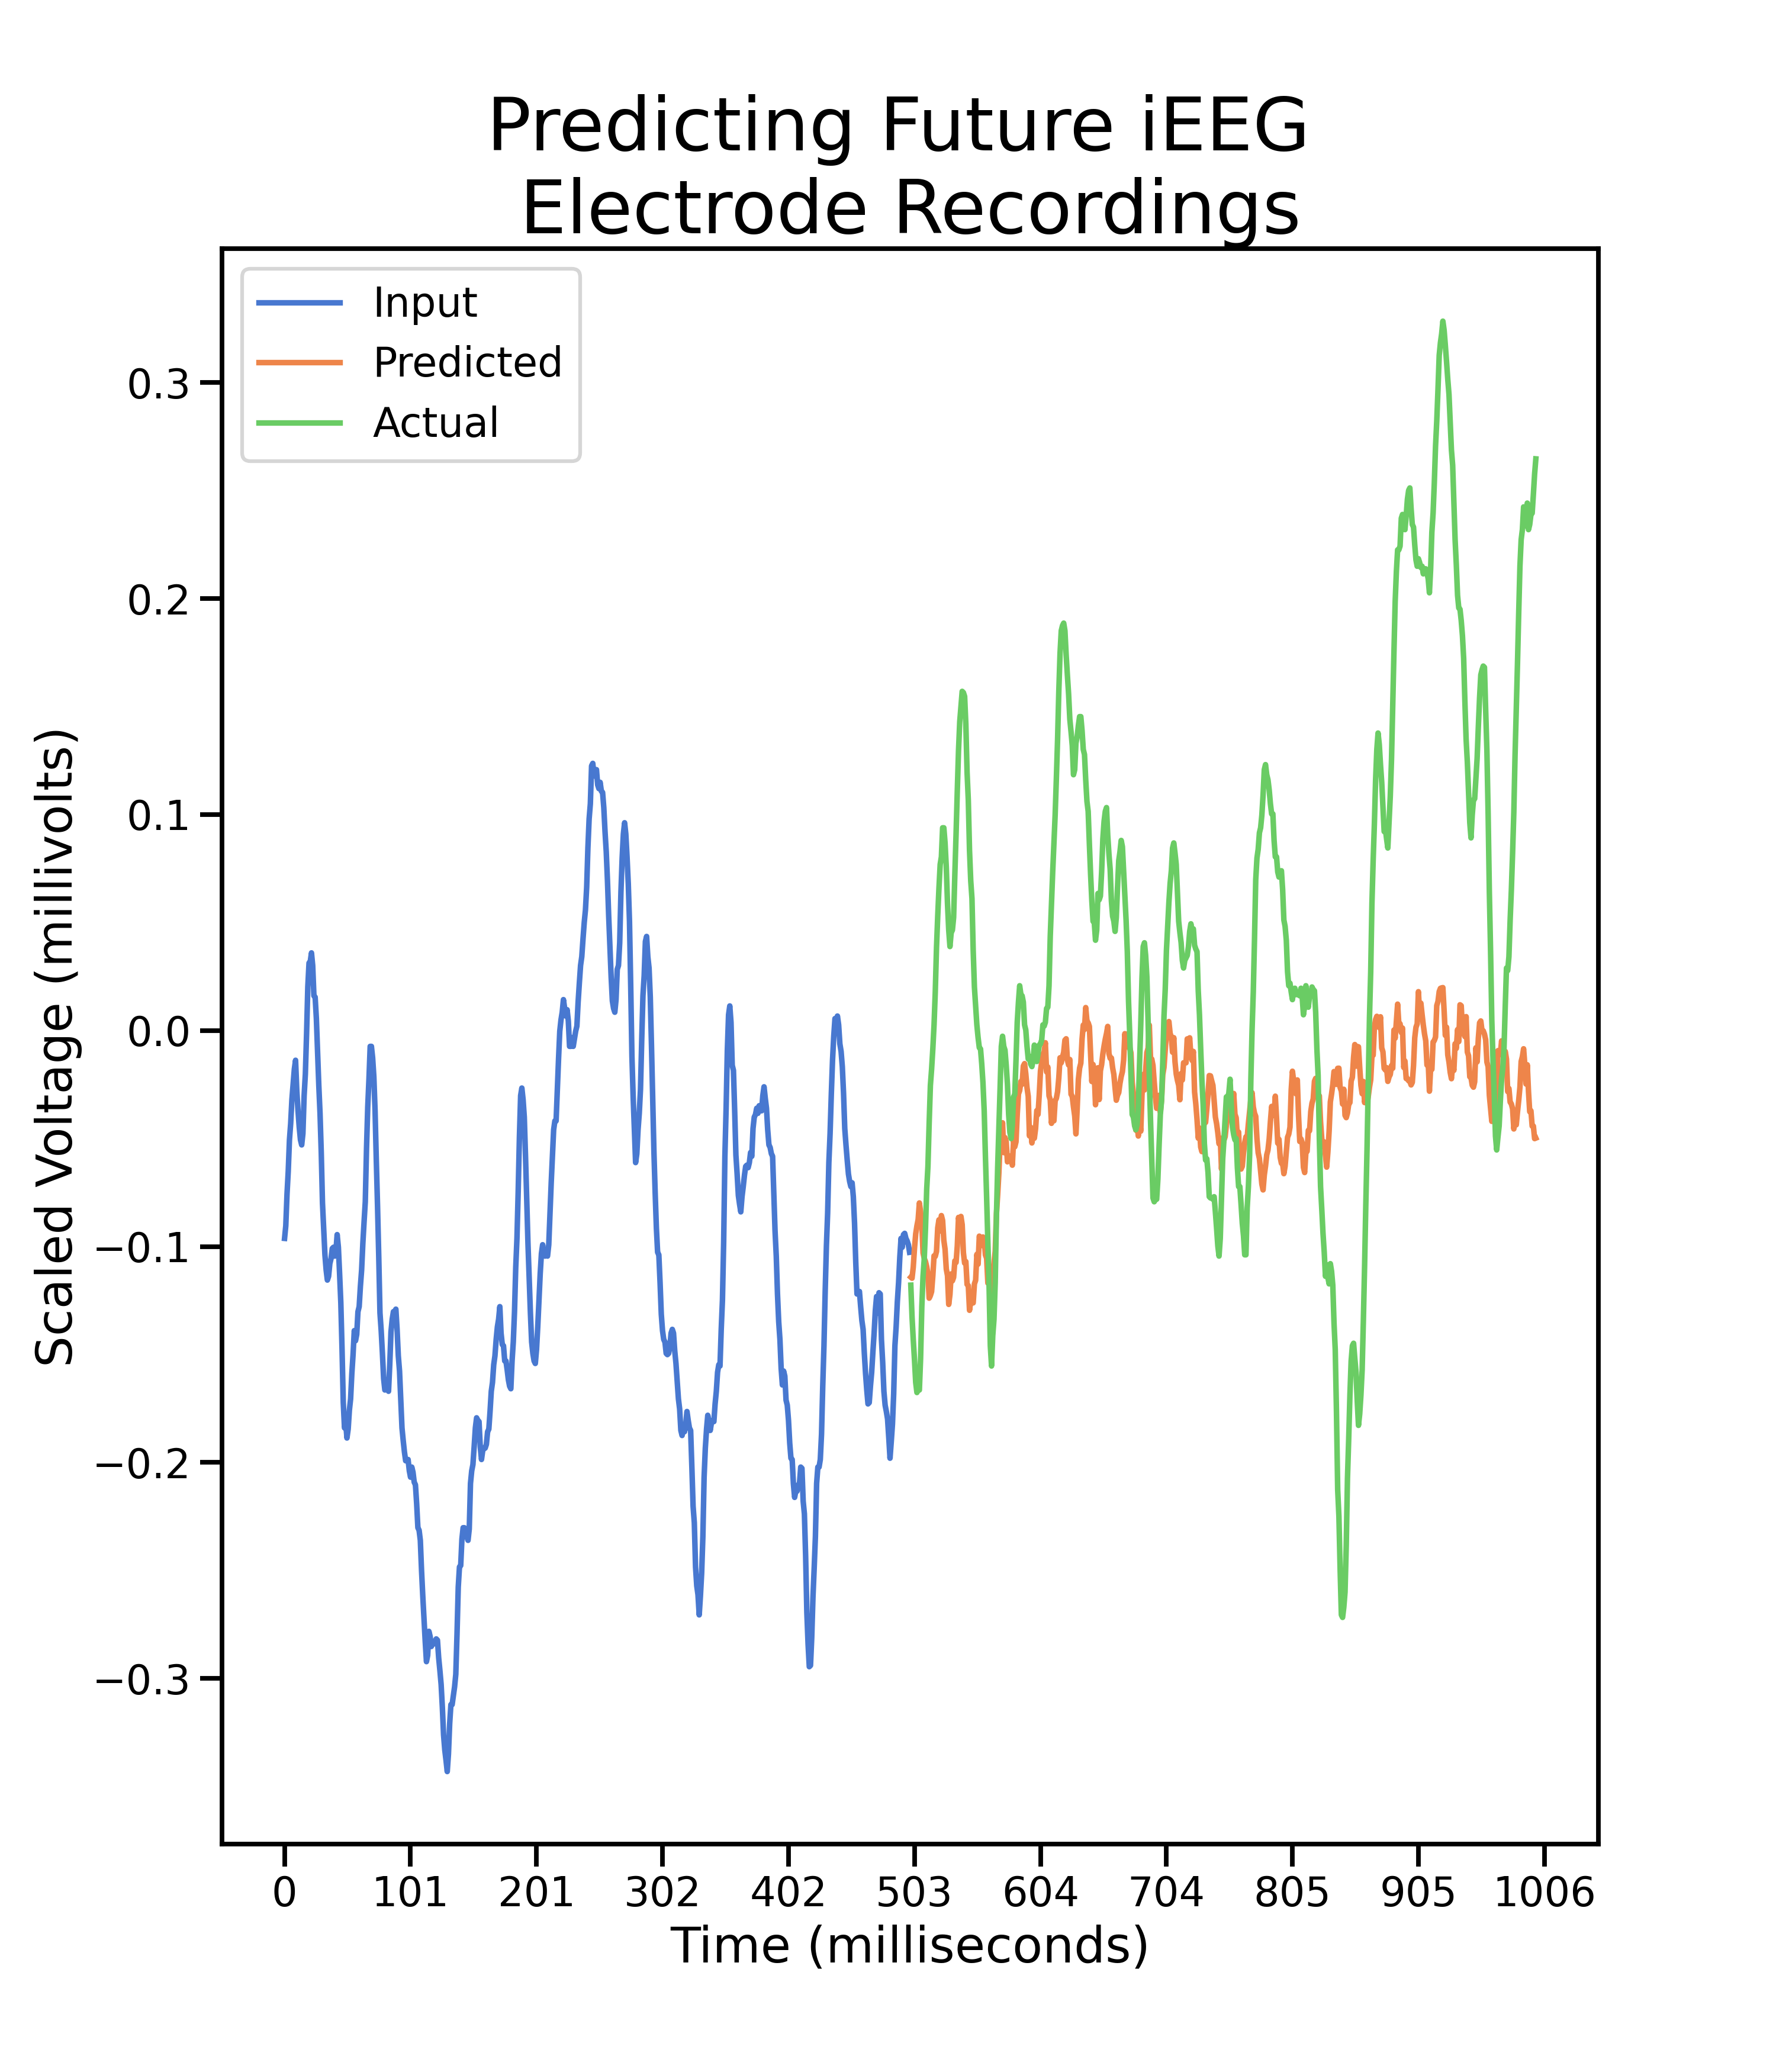 Predicting Future iEEG
Electrode Recordings
Input
Predicted
Actual
Scaled Voltage (millivolts)
0.3
0.2
0.1
0.0
−0.1
−0.2
−0.3
0 101 201 302 402 503 604 704 805 905 1006
Time (milliseconds)